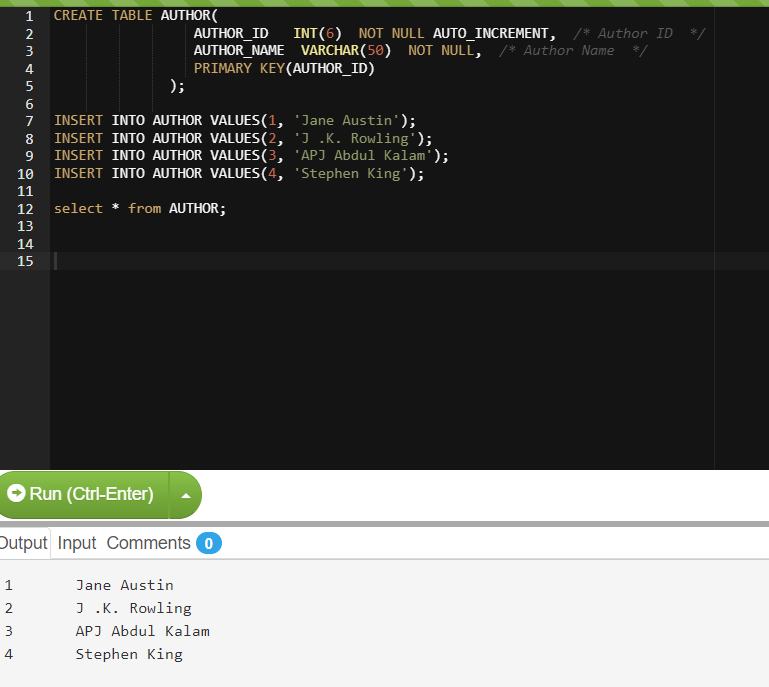 1 CREATE TABLE AUTHOR(
2 AUTHOR_ID INT(6) NOT NULL AUTO_INCREMENT, /* Author ID */
3 AUTHOR_NAME VARCHAR(50) NOT NULL, /* Author Name */
4 PRIMARY KEY(AUTHOR_ID)
5 );
6
7 INSERT INTO AUTHOR VALUES(1, 'Jane Austin');
8 INSERT INTO AUTHOR VALUES(2, 'J .K. Rowling');
9 INSERT INTO AUTHOR VALUES(3, 'APJ Abdul Kalam');
10 INSERT INTO AUTHOR VALUES(4, 'Stephen King');
11
12 select * from AUTHOR;
13
14
15
Run (Ctrl-Enter)
Output Input Comments 0
1 Jane Austin
2 J .K. Rowling
3 APJ Abdul Kalam
4 Stephen King